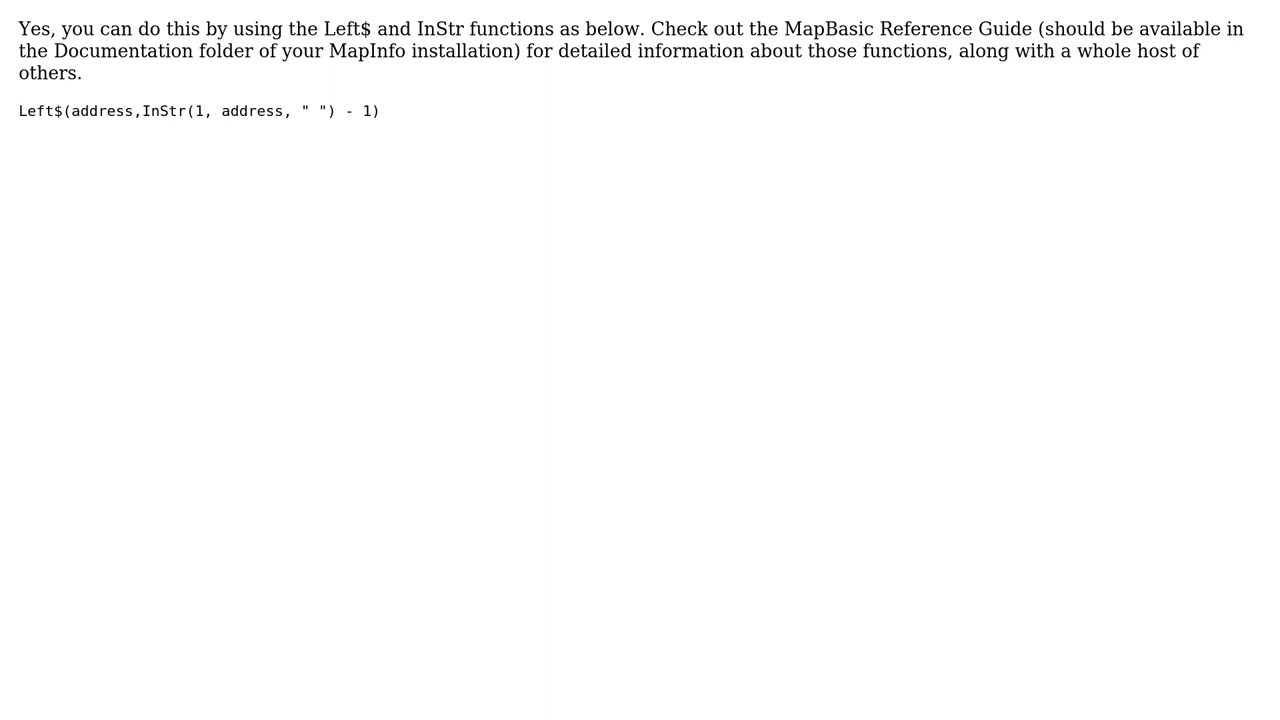 Yes, you can do this by using the Left$ and InStr functions as below. Check out the MapBasic Reference Guide (should be available in
the Documentation folder of your MapInfo installation) for detailed information about those functions, along with a whole host of
others.
Left$(address,InStr(1, address, " ") - 1)